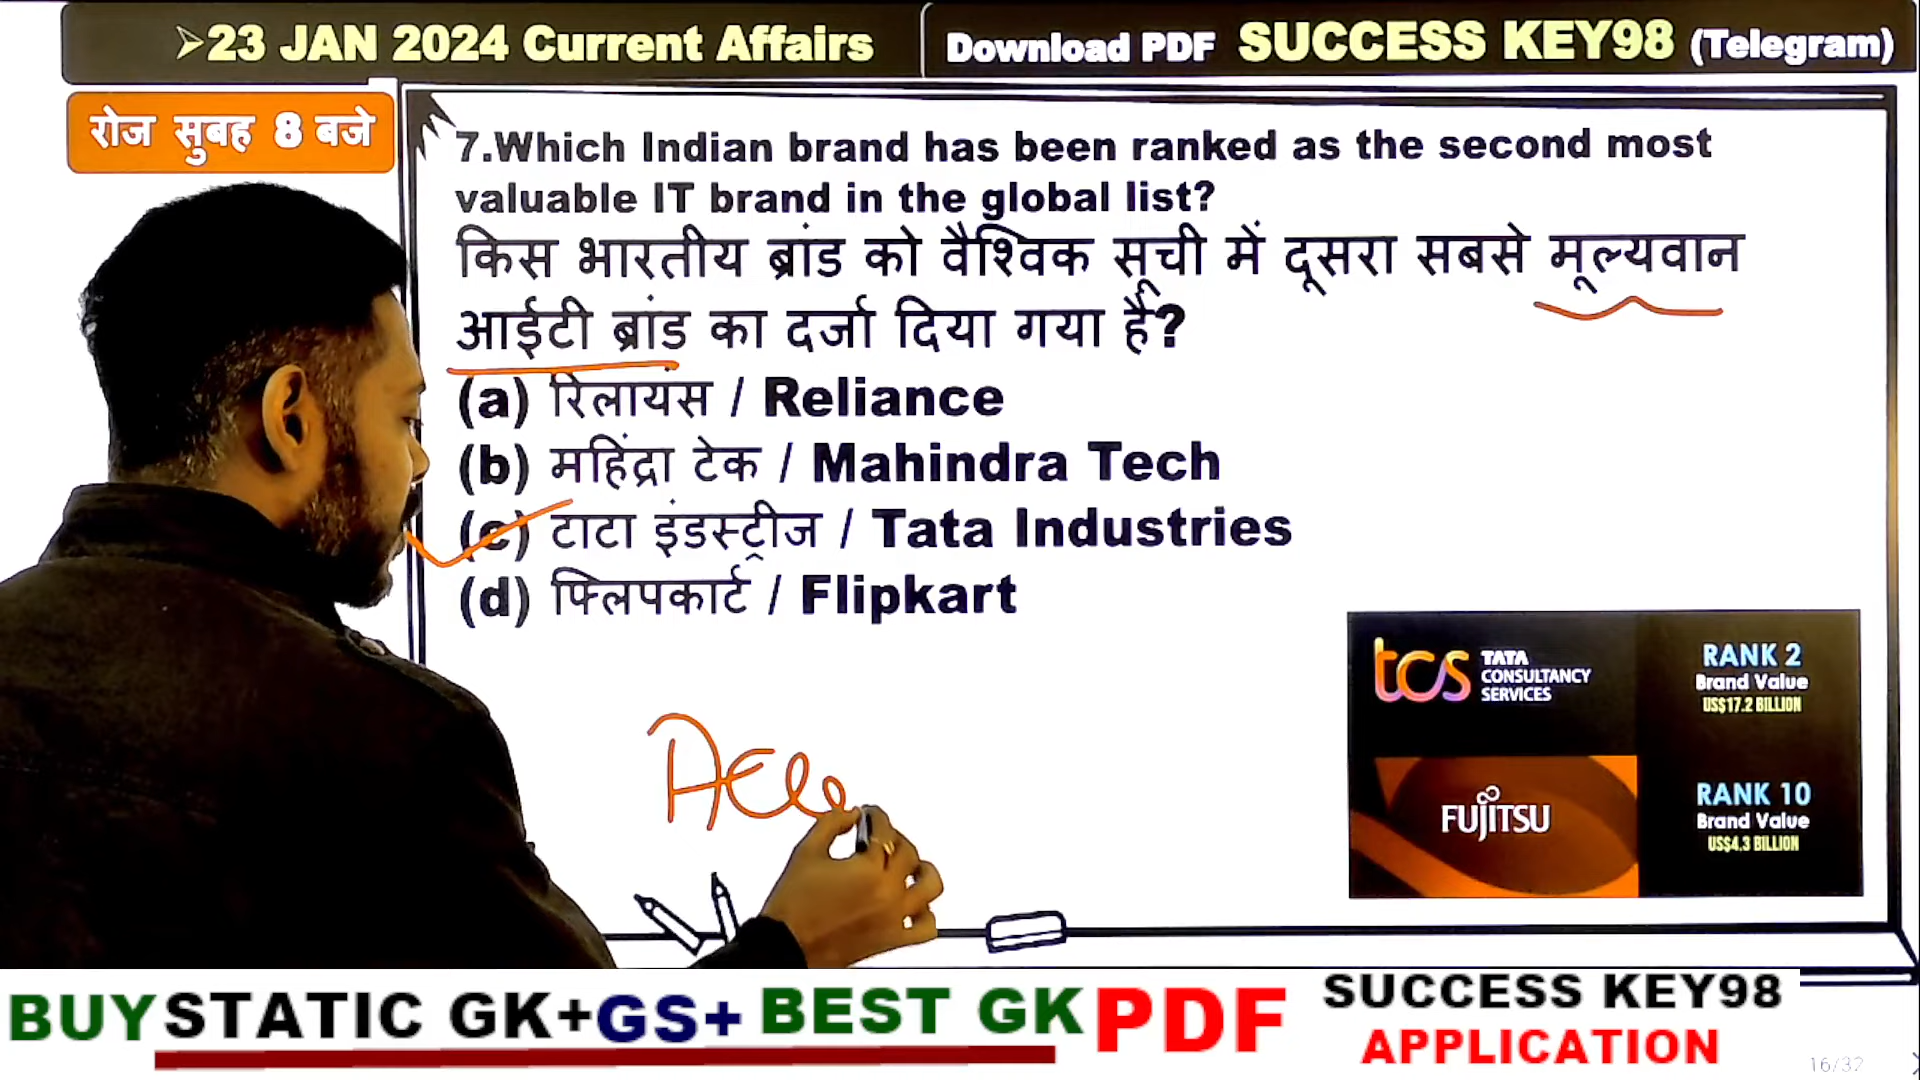 ➢23 JAN 2024 Current Affairs
Download PDF SUCCESS KEY98 (Telegram)
रोज सुबह 8 बजे
7.Which Indian brand has been ranked as the second most
valuable IT brand in the global list?
किस भारतीय ब्रांड को वैश्विक सूची में दूसरा सबसे मूल्यवान
आईटी ब्रांड का दर्जा दिया गया है?
(a) रिलायंस / Reliance
(b) महिंद्रा टेक / Mahindra Tech
(c) टाटा इंडस्ट्रीज / Tata Industries
(d) फ्लिपकार्ट / Flipkart
tcs TATA
CONSULTANCY
SERVICES
RANK 2
Brand Value
US$17.2 BILLION
FUJITSU
RANK 10
Brand Value
US$4.3 BILLION
BUY STATIC GK+GS+ BEST GK PDF
SUCCESS KEY98
APPLICATION
16/32